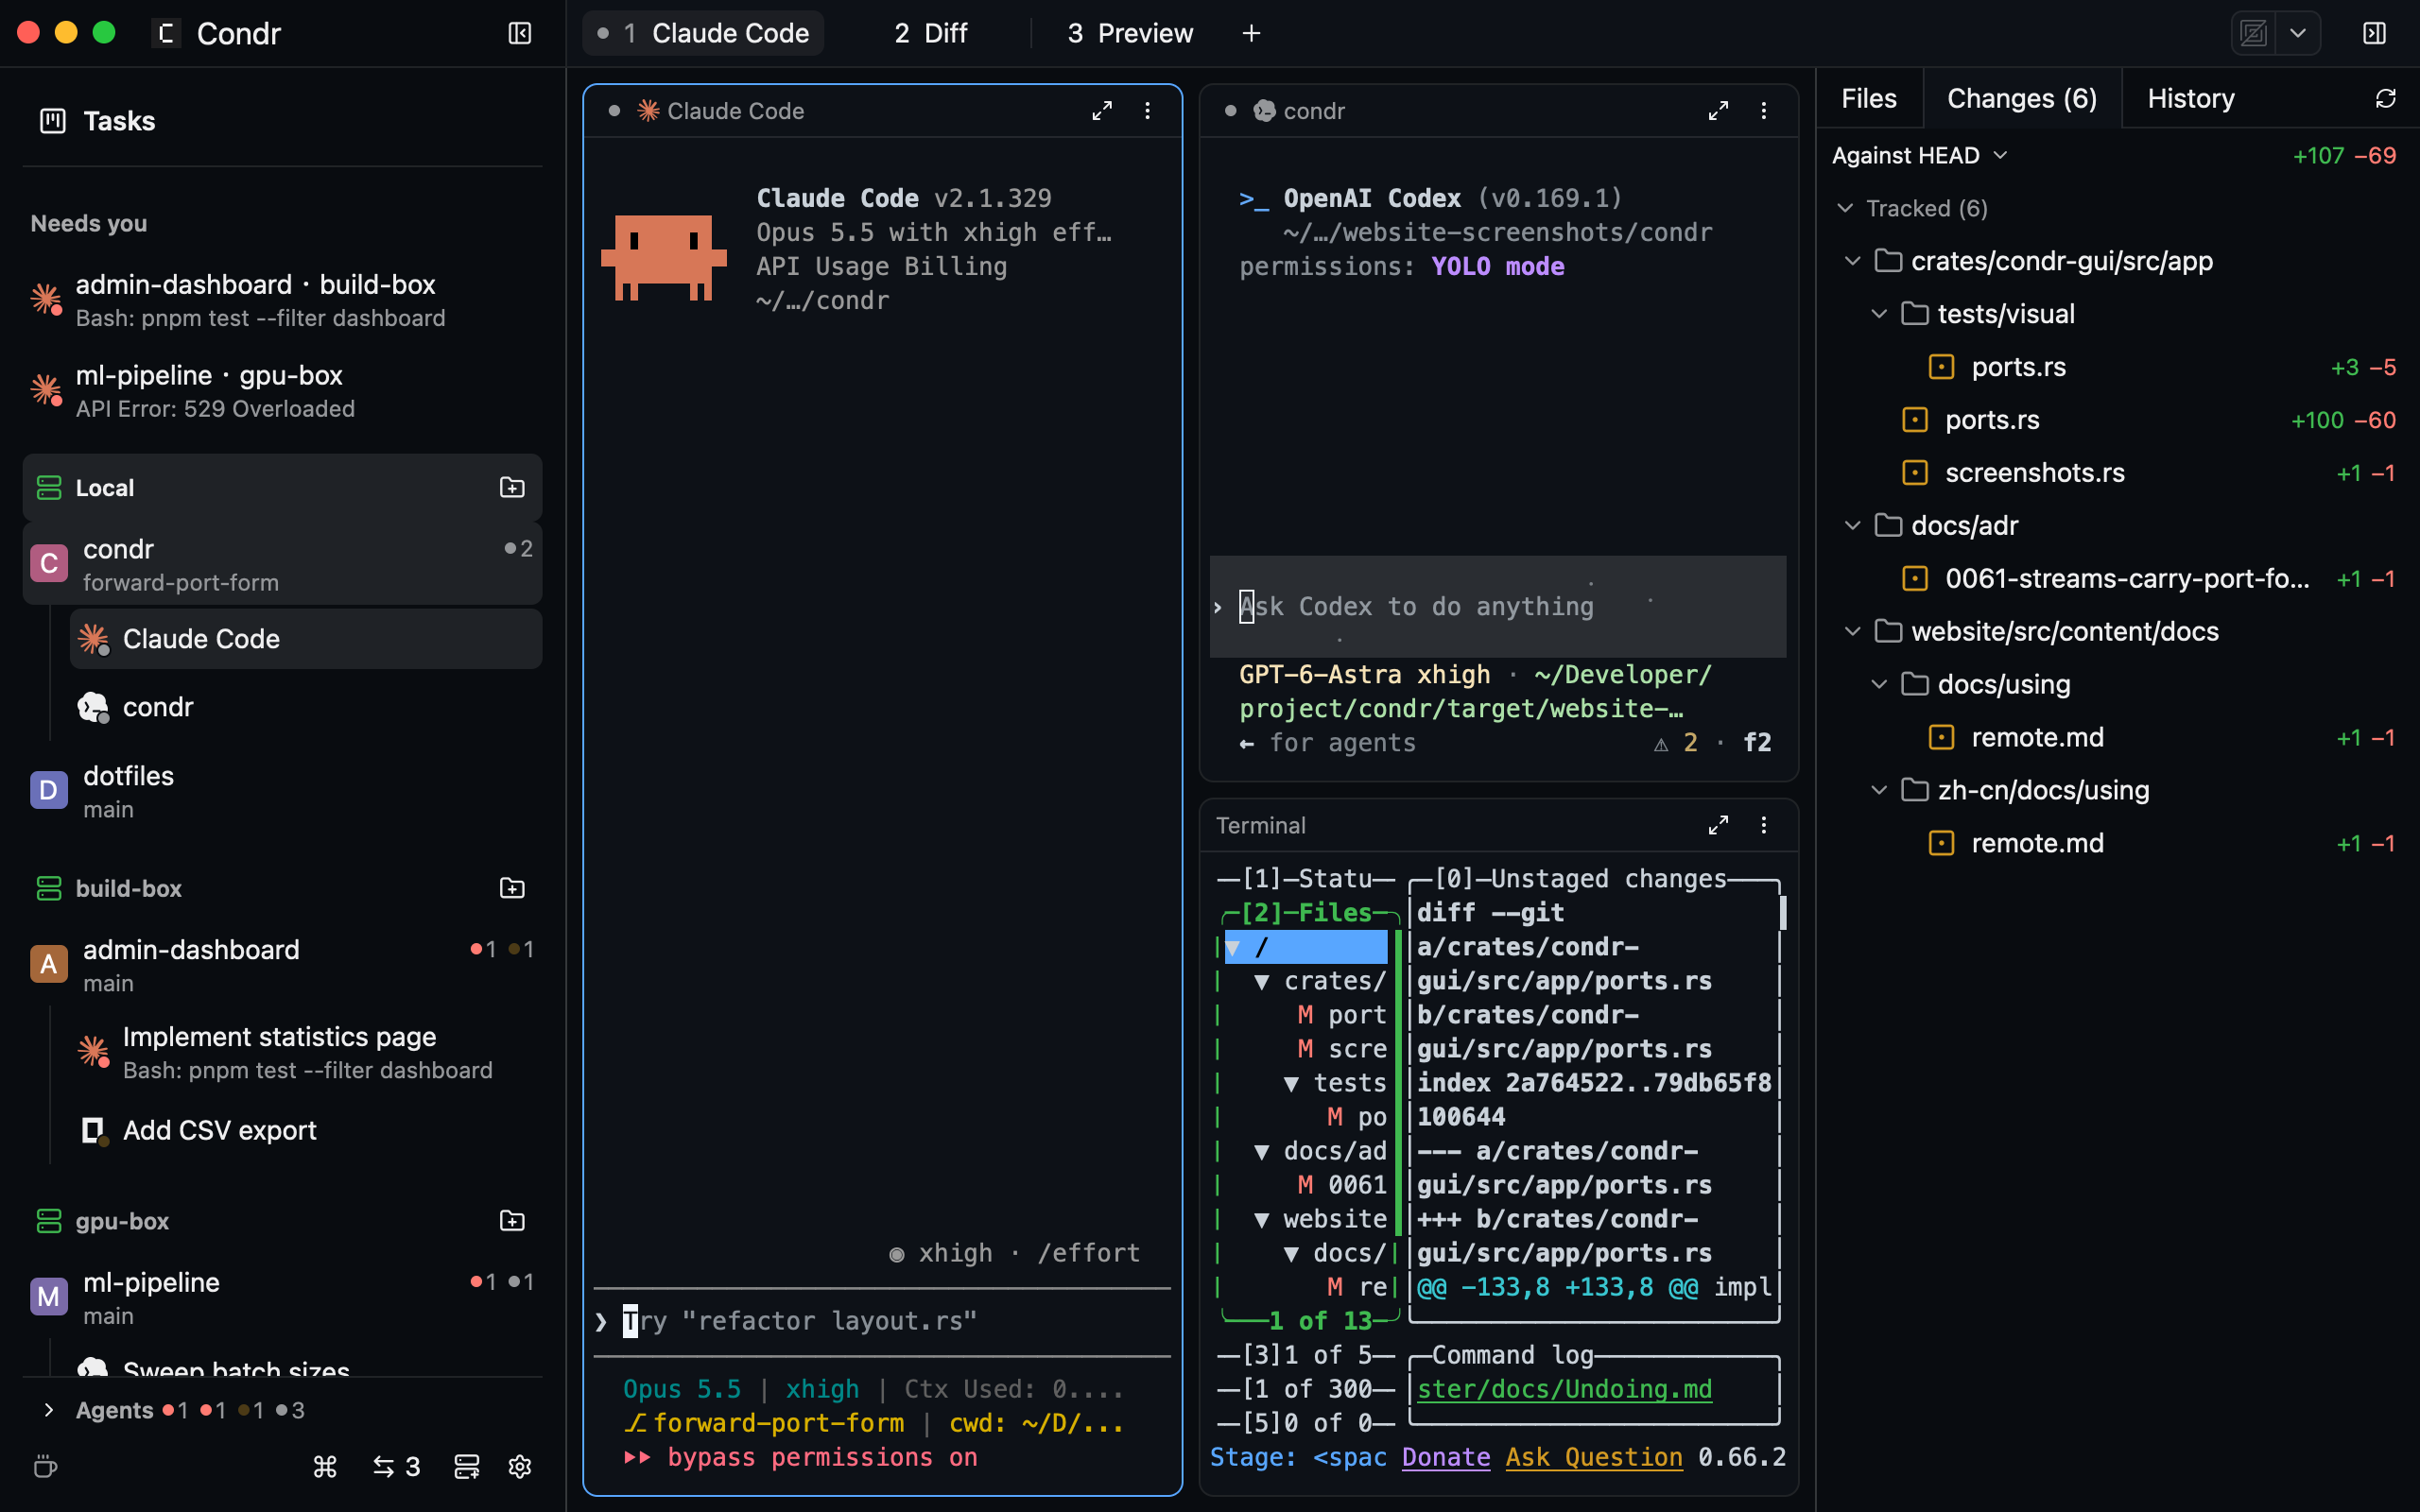 Condr
1 Claude Code
2 Diff
3 Preview
Tasks
Needs you
admin-dashboard · build-box
Bash: pnpm test --filter dashboard
ml-pipeline · gpu-box
API Error: 529 Overloaded
Local
C
condr
2
forward-port-form
Claude Code
condr
D
dotfiles
main
build-box
A
admin-dashboard
1 1
main
Implement statistics page
Bash: pnpm test --filter dashboard
Add CSV export
gpu-box
M
ml-pipeline
1 1
main
Sweep batch sizes
Agents 1 1 1 3
3
Claude Code
Claude Code v2.1.329
Opus 5.5 with xhigh eff…
API Usage Billing
~/…/condr
◉ xhigh · /effort
❯ Try "refactor layout.rs"
Opus 5.5 | xhigh | Ctx Used: 0....
forward-port-form | cwd: ~/D/...
bypass permissions on
condr
>_ OpenAI Codex (v0.169.1)
~/…/website-screenshots/condr
permissions: YOLO mode
› Ask Codex to do anything
GPT-6-Astra xhigh · ~/Developer/
project/condr/target/website-…
← for agents ⚠ 2 · f2
Terminal
[1]─Statu
[2]─Files
▼ /
▼ crates/
M port
M scre
▼ tests
M po
▼ docs/ad
M 0061
▼ website
▼ docs/
M re
1 of 13
[3]1 of 5
[1 of 300
[5]0 of 0
[0]─Unstaged changes
diff --git
a/crates/condr-
gui/src/app/ports.rs
b/crates/condr-
gui/src/app/ports.rs
index 2a764522..79db65f8
100644
--- a/crates/condr-
gui/src/app/ports.rs
+++ b/crates/condr-
gui/src/app/ports.rs
@@ -133,8 +133,8 @@ impl
Command log
ster/docs/Undoing.md
Stage: <spac Donate Ask Question 0.66.2
Files
Changes (6)
History
Against HEAD
+107 −69
Tracked (6)
crates/condr-gui/src/app
tests/visual
ports.rs +3 −5
ports.rs +100 −60
screenshots.rs +1 −1
docs/adr
0061-streams-carry-port-fo... +1 −1
website/src/content/docs
docs/using
remote.md +1 −1
zh-cn/docs/using
remote.md +1 −1